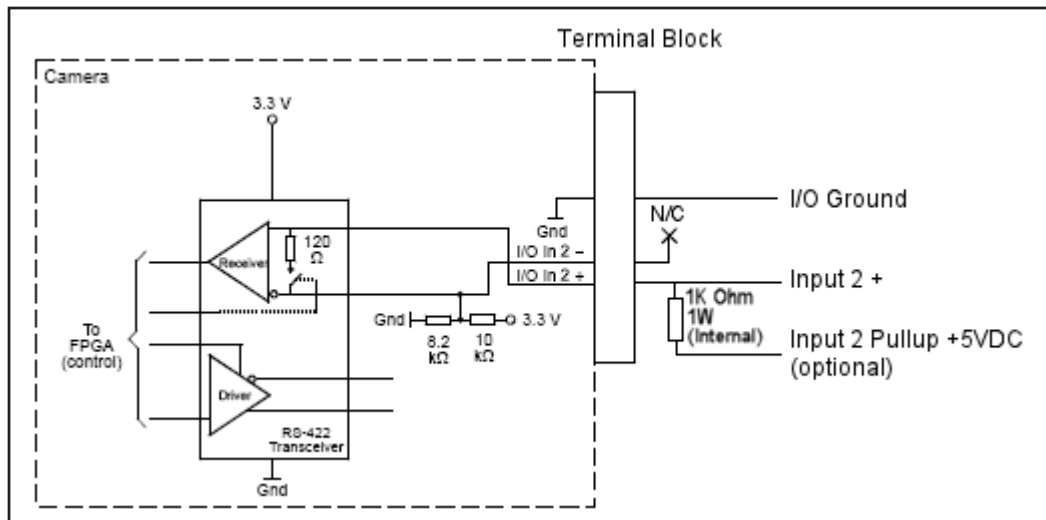 Terminal Block
Camera
3.3 V
I/O Ground
N/C
Gnd
120
Ω
Receiver
I/O In 2 –
I/O In 2 +
Input 2 +
1K Ohm
1W
(Internal)
Gnd
3.3 V
8.2
kΩ
10
kΩ
Input 2 Pullup +5VDC
(optional)
To
FPGA
(control)
Driver
RS-422
Transceiver
Gnd